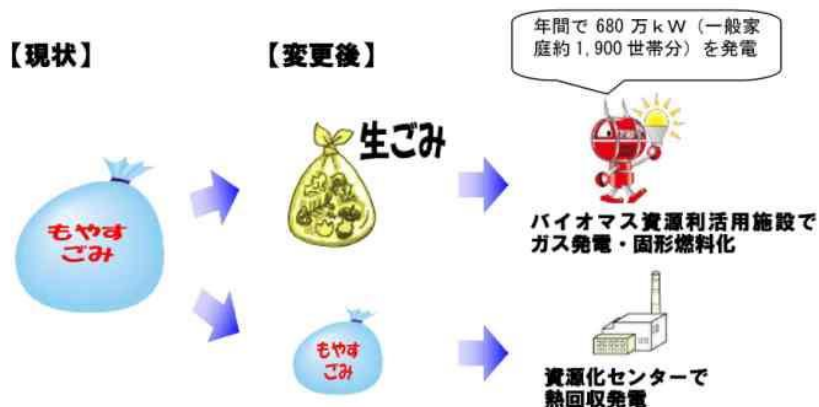 【現状】
【変更後】
年間で 680 万ｋＷ（一般家
庭約 1,900 世帯分）を発電
もやす
ごみ
生ごみ
バイオマス資源利活用施設で
ガス発電・固形燃料化
もやす
ごみ
資源化センターで
熱回収発電